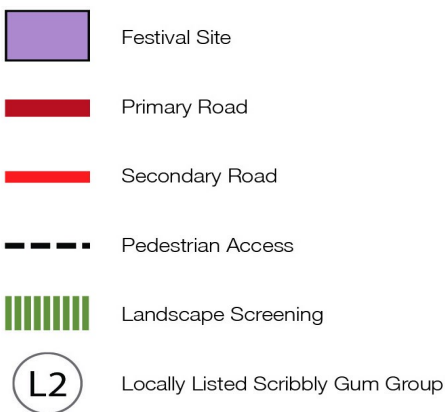 Festival Site
Primary Road
Secondary Road
Pedestrian Access
Landscape Screening
L2 Locally Listed Scribbly Gum Group